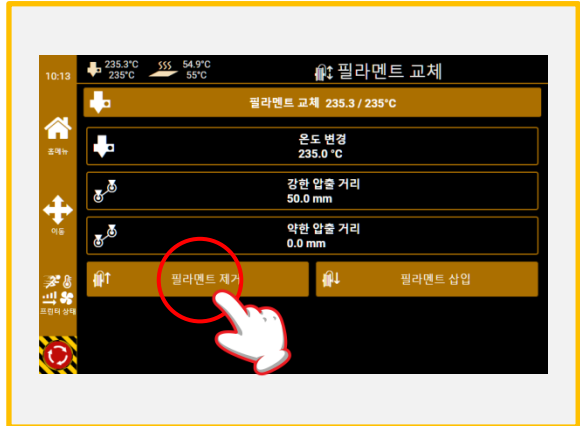 10:13
235.3°C
235°C
54.9°C
55°C
필라멘트 교체
필라멘트 교체 235.3 / 235°C
홈메뉴
온도 변경
235.0 °C
강한 압출 거리
50.0 mm
이동
약한 압출 거리
0.0 mm
필라멘트 제거
필라멘트 삽입
프린터 상태